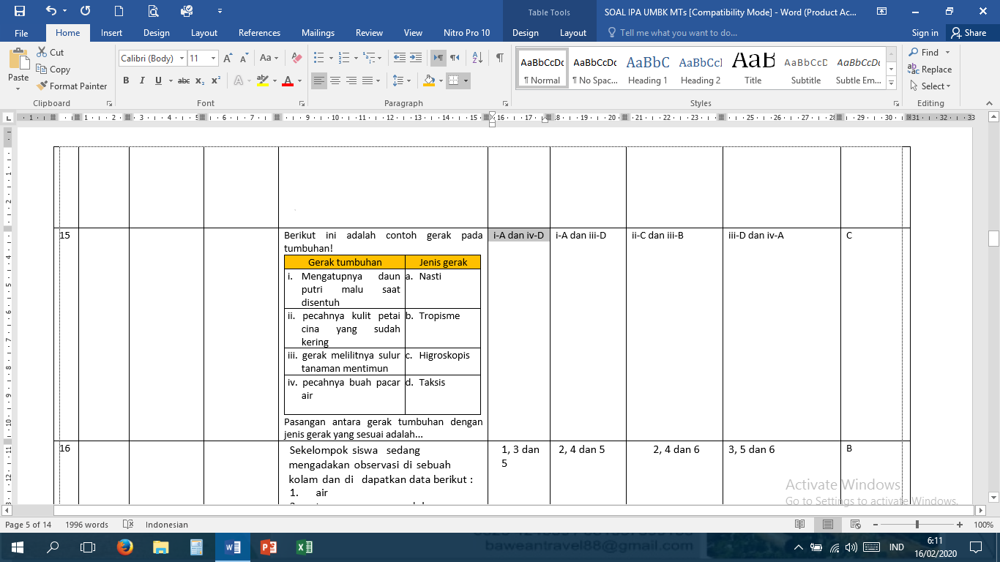 SOAL IPA UMBK MTs [Compatibility Mode] - Word (Product Ac...
Table Tools
File Home Insert Design Layout References Mailings Review View Nitro Pro 10 Design Layout Tell me what you want to do... Sign in Share
Paste
Cut
Copy
Format Painter
Clipboard
Calibri (Body) 11
Font
Paragraph
AaBbCcDc AaBbCcDc AaBbC AaBbCcI AaB AaBbCcD AaBbCcDc
¶ Normal ¶ No Spac... Heading 1 Heading 2 Title Subtitle Subtle Em...
Styles
Find
Replace
Select
Editing
15
Berikut ini adalah contoh gerak pada
tumbuhan!
Gerak tumbuhan Jenis gerak
i. Mengatupnya daun
putri malu saat
disentuh
a. Nasti
ii. pecahnya kulit petai
cina yang sudah
kering
b. Tropisme
iii. gerak melilitnya sulur
tanaman mentimun
c. Higroskopis
iv. pecahnya buah pacar
air
d. Taksis
Pasangan antara gerak tumbuhan dengan
jenis gerak yang sesuai adalah...
i-A dan iv-D
i-A dan iii-D
ii-C dan iii-B
iii-D dan iv-A
C
16
Sekelompok siswa sedang
mengadakan observasi di sebuah
kolam dan di dapatkan data berikut :
1. air
1, 3 dan
5
2, 4 dan 5
2, 4 dan 6
3, 5 dan 6
B
Activate Windows
Go to Settings to activate Windows.
Page 5 of 14 1996 words Indonesian 100%
baweantravel88@gmail.com
IND
6:11
16/02/2020